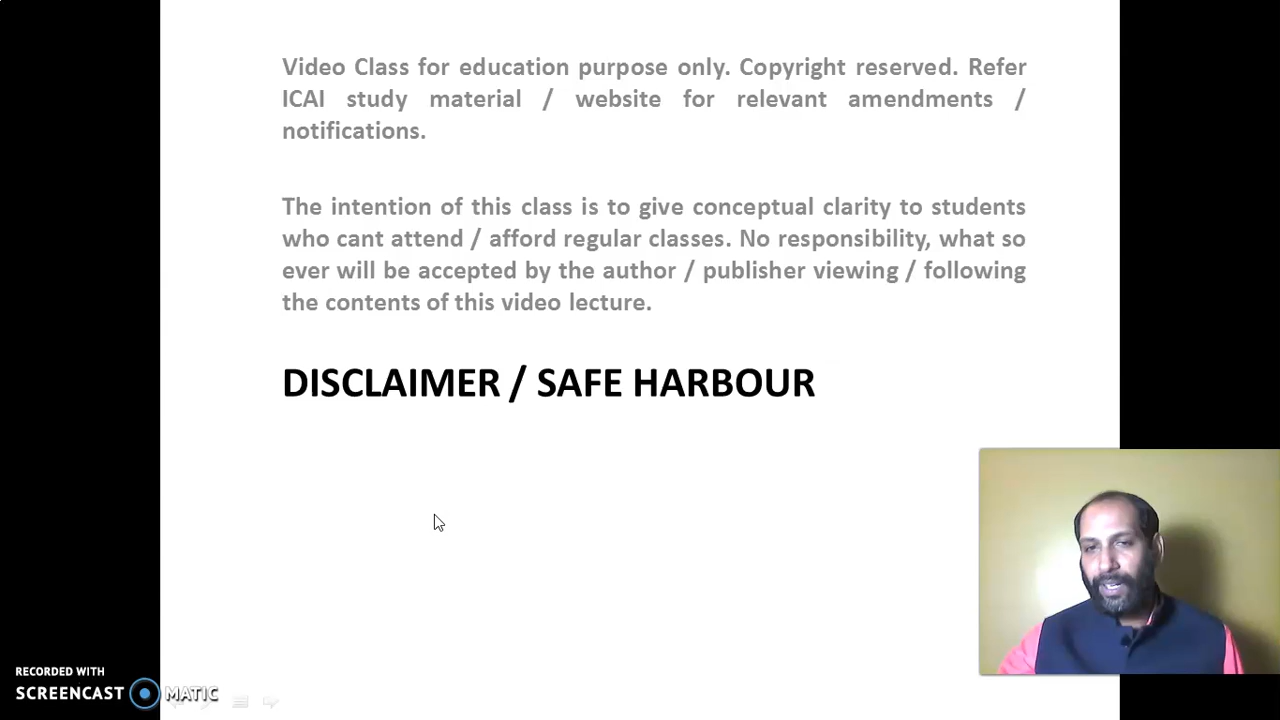 Video Class for education purpose only. Copyright reserved. Refer
ICAI study material / website for relevant amendments /
notifications.
The intention of this class is to give conceptual clarity to students
who cant attend / afford regular classes. No responsibility, what so
ever will be accepted by the author / publisher viewing / following
the contents of this video lecture.
DISCLAIMER / SAFE HARBOUR
RECORDED WITH
SCREENCAST MATIC